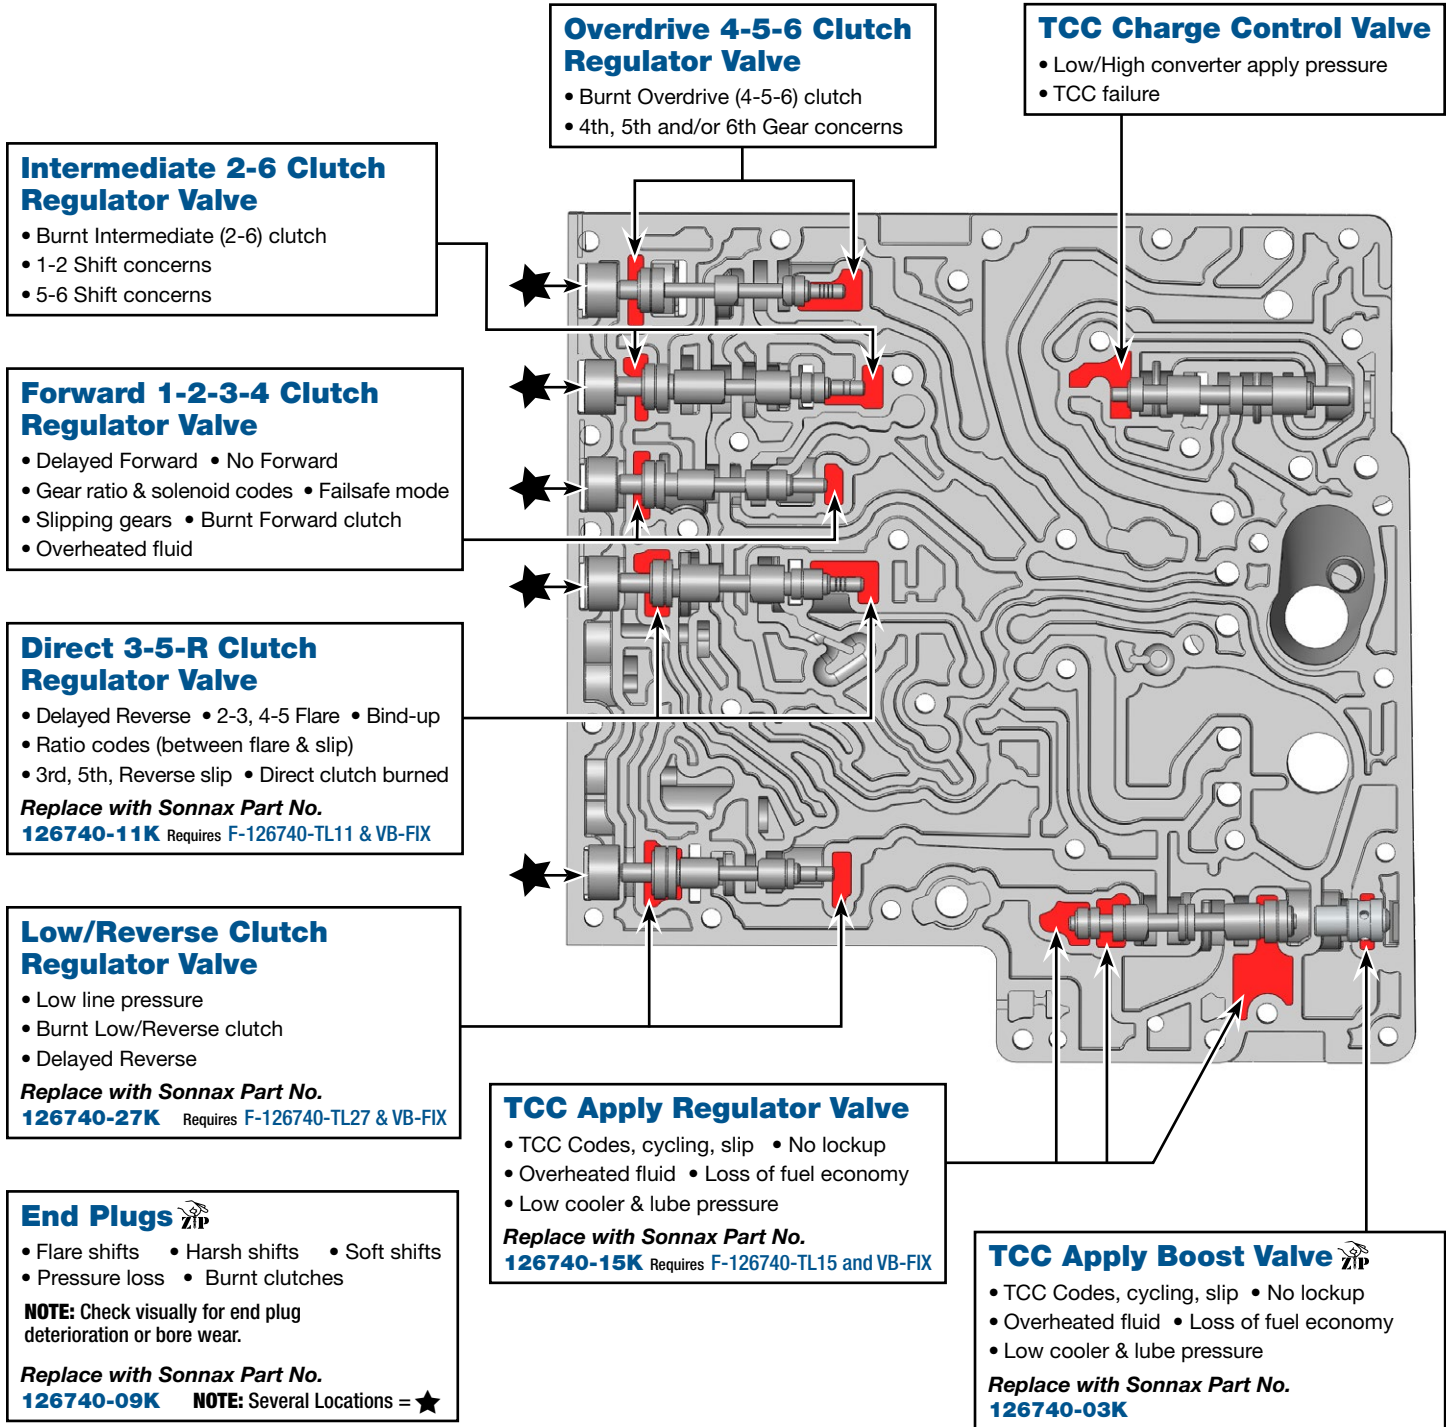 Overdrive 4-5-6 Clutch
Regulator Valve
• Burnt Overdrive (4-5-6) clutch
• 4th, 5th and/or 6th Gear concerns
TCC Charge Control Valve
• Low/High converter apply pressure
• TCC failure
Intermediate 2-6 Clutch
Regulator Valve
• Burnt Intermediate (2-6) clutch
• 1-2 Shift concerns
• 5-6 Shift concerns
Forward 1-2-3-4 Clutch
Regulator Valve
• Delayed Forward • No Forward
• Gear ratio & solenoid codes • Failsafe mode
• Slipping gears • Burnt Forward clutch
• Overheated fluid
Direct 3-5-R Clutch
Regulator Valve
• Delayed Reverse • 2-3, 4-5 Flare • Bind-up
• Ratio codes (between flare & slip)
• 3rd, 5th, Reverse slip • Direct clutch burned
Replace with Sonnax Part No.
126740-11K Requires F-126740-TL11 & VB-FIX
Low/Reverse Clutch
Regulator Valve
• Low line pressure
• Burnt Low/Reverse clutch
• Delayed Reverse
Replace with Sonnax Part No.
126740-27K Requires F-126740-TL27 & VB-FIX
End Plugs ZIP
• Flare shifts • Harsh shifts • Soft shifts
• Pressure loss • Burnt clutches
NOTE: Check visually for end plug
deterioration or bore wear.
Replace with Sonnax Part No.
126740-09K NOTE: Several Locations = ★
TCC Apply Regulator Valve
• TCC Codes, cycling, slip • No lockup
• Overheated fluid • Loss of fuel economy
• Low cooler & lube pressure
Replace with Sonnax Part No.
126740-15K Requires F-126740-TL15 and VB-FIX
TCC Apply Boost Valve ZIP
• TCC Codes, cycling, slip • No lockup
• Overheated fluid • Loss of fuel economy
• Low cooler & lube pressure
Replace with Sonnax Part No.
126740-03K